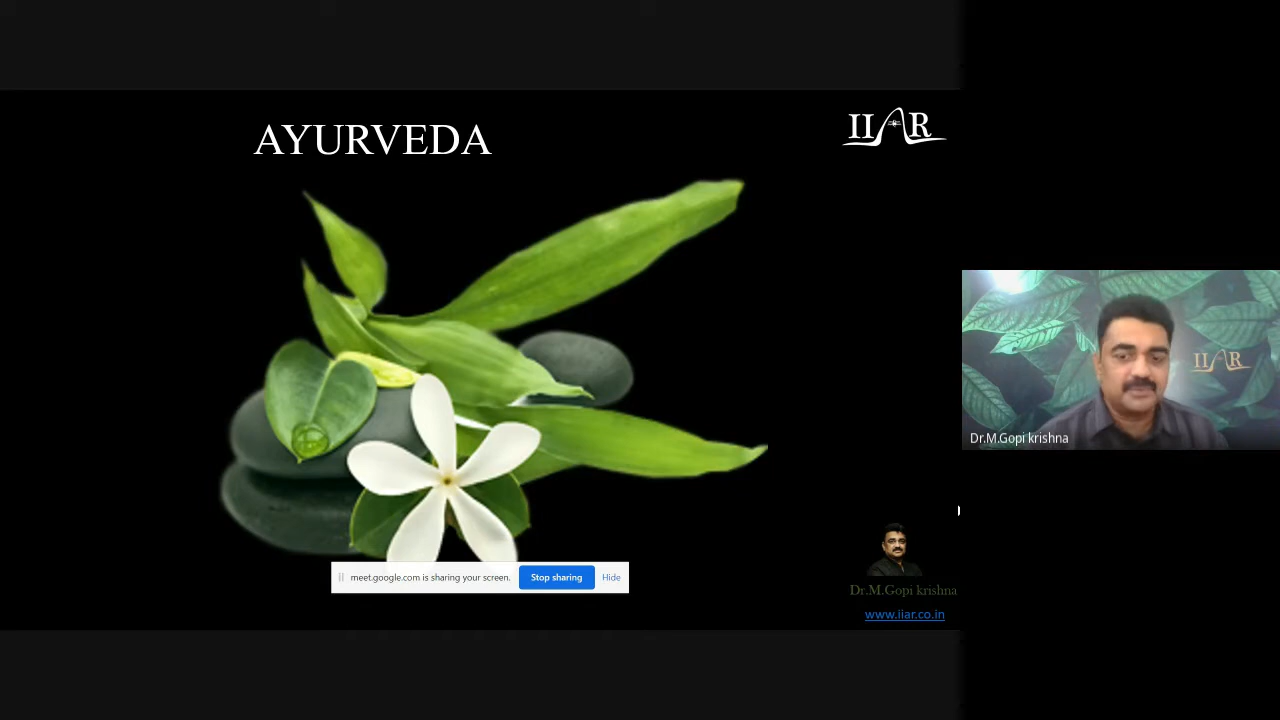 AYURVEDA
IIAR
IIAR
Dr.M.Gopi krishna
meet.google.com is sharing your screen.
Stop sharing
Hide
Dr.M.Gopi krishna
www.iiar.co.in